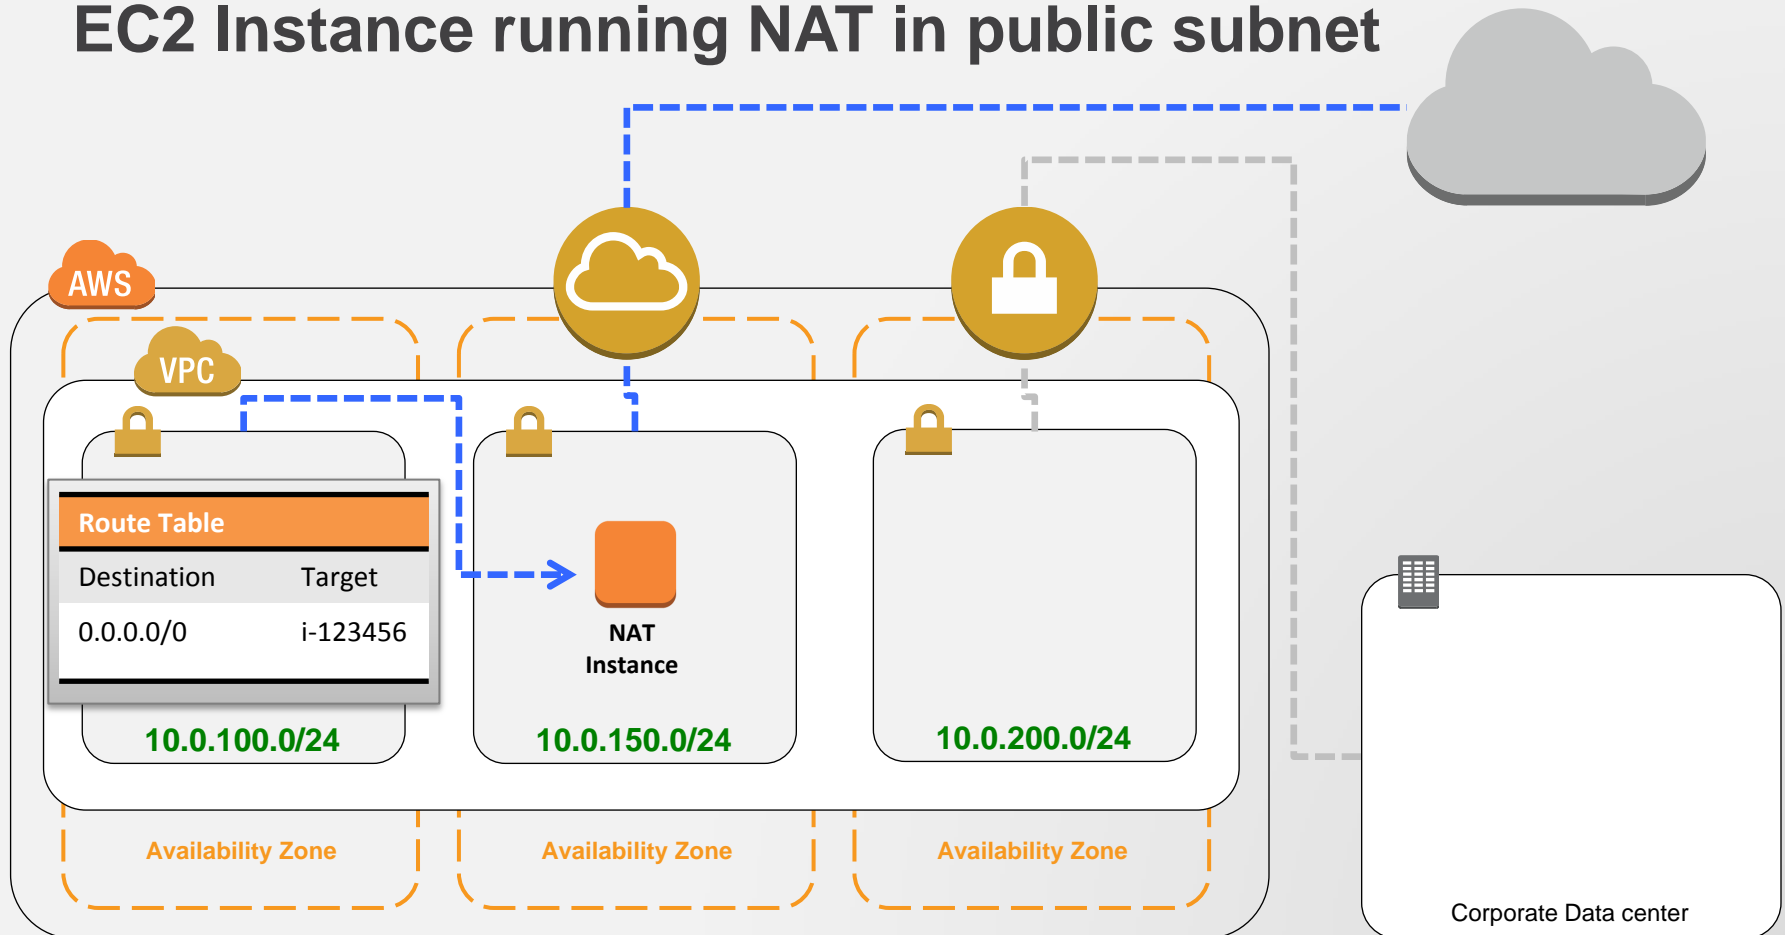 EC2 Instance running NAT in public subnet
AWS
VPC
Route Table
Destination Target
0.0.0.0/0 i-123456
NAT
Instance
10.0.100.0/24
10.0.150.0/24
10.0.200.0/24
Availability Zone
Availability Zone
Availability Zone
Corporate Data center